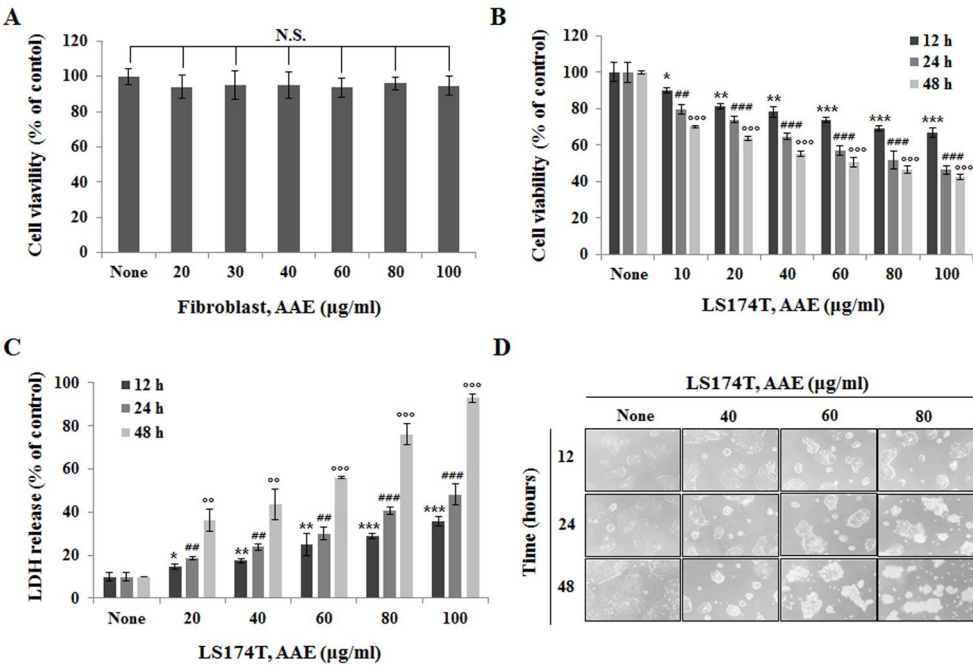 A
N.S.
120
100
80
60
40
20
0
Cell viavility (% of contol)
None 20 30 40 60 80 100
Fibroblast, AAE (µg/ml)
B
12 h
24 h
48 h
120
100
80
60
40
20
0
Cell viability (% of control)
* ## °°°
** ### °°°
** ### °°°
*** ### °°°
*** ### °°°
*** ### °°°
None 10 20 40 60 80 100
LS174T, AAE (µg/ml)
C
12 h
24 h
48 h
100
80
60
40
20
0
LDH release (% of control)
* ## °°
** ## °°
** ## °°°
*** ### °°°
*** ### °°°
None 20 40 60 80 100
LS174T, AAE (µg/ml)
D
LS174T, AAE (µg/ml)
None 40 60 80
Time (hours)
12
24
48